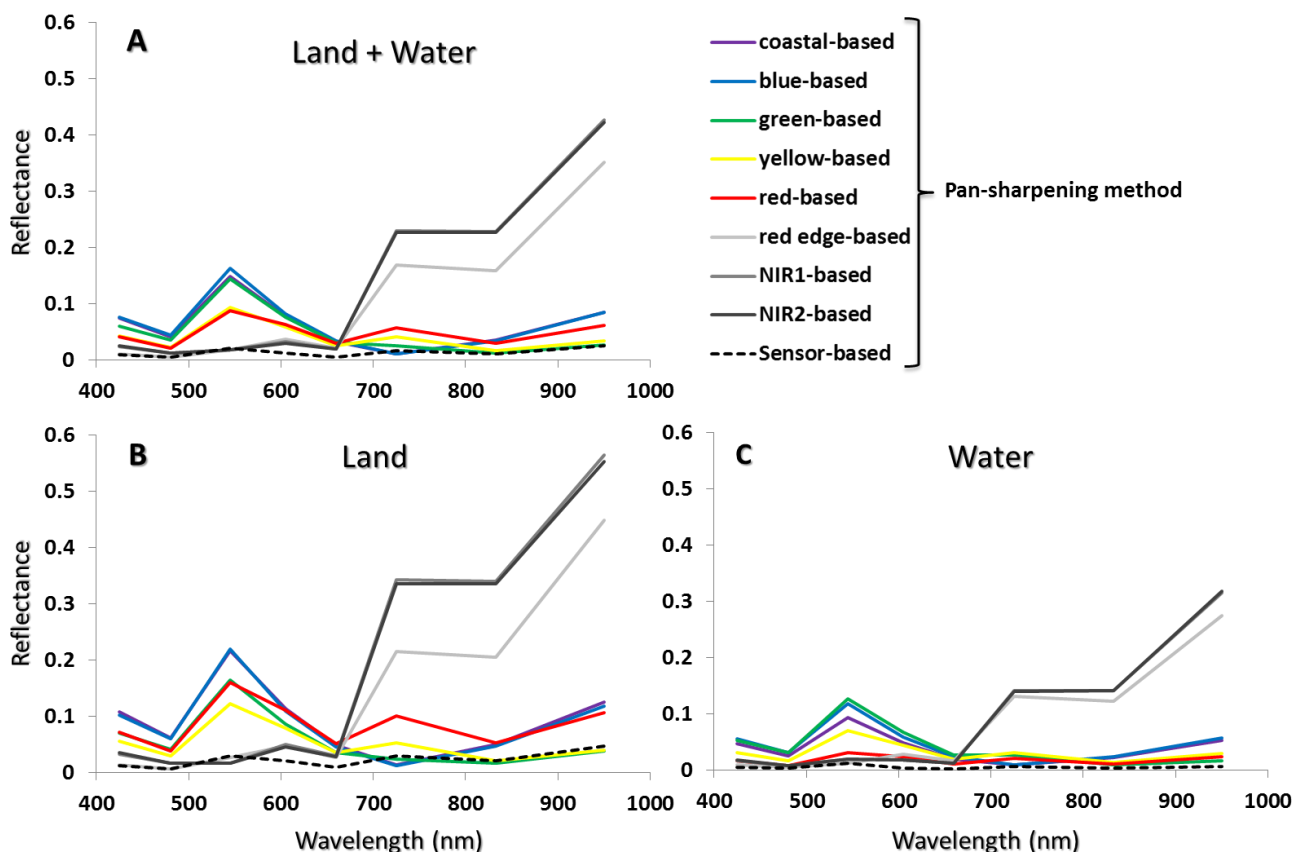 A
Land + Water
Reflectance
0.6
0.5
0.4
0.3
0.2
0.1
0
400 500 600 700 800 900 1000
coastal-based
blue-based
green-based
yellow-based
red-based
red edge-based
NIR1-based
NIR2-based
Sensor-based
Pan-sharpening method
B
Land
Reflectance
0.6
0.5
0.4
0.3
0.2
0.1
0
400 500 600 700 800 900 1000
Wavelength (nm)
C
Water
0.6
0.5
0.4
0.3
0.2
0.1
0
400 500 600 700 800 900 1000
Wavelength (nm)